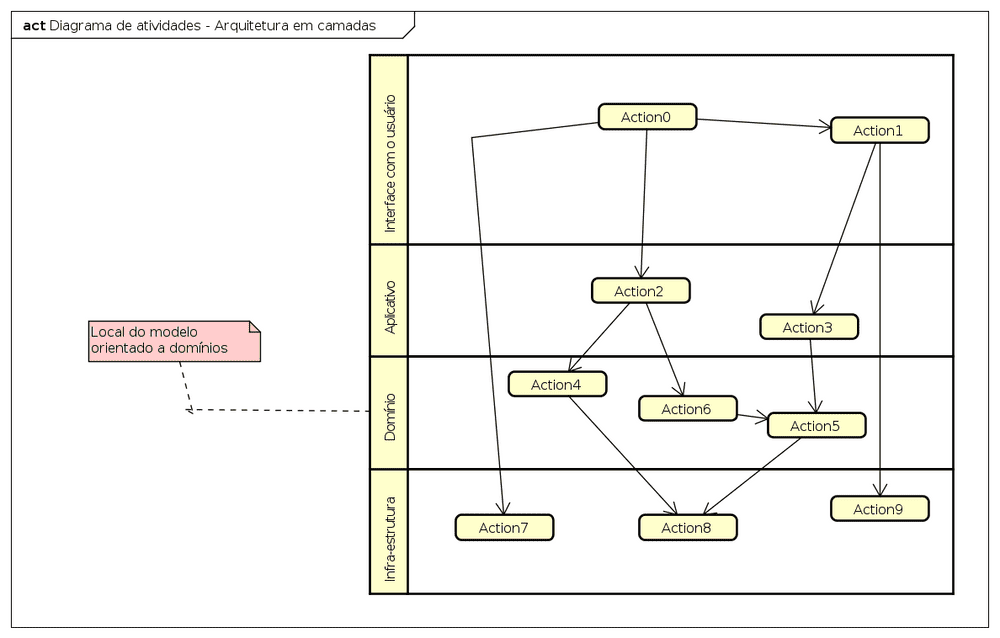 act Diagrama de atividades - Arquitetura em camadas
Interface com o usuário
Action0
Action1
Aplicativo
Action2
Action3
Local do modelo
orientado a domínios
Domínio
Action4
Action6
Action5
Infra-estrutura
Action7
Action8
Action9